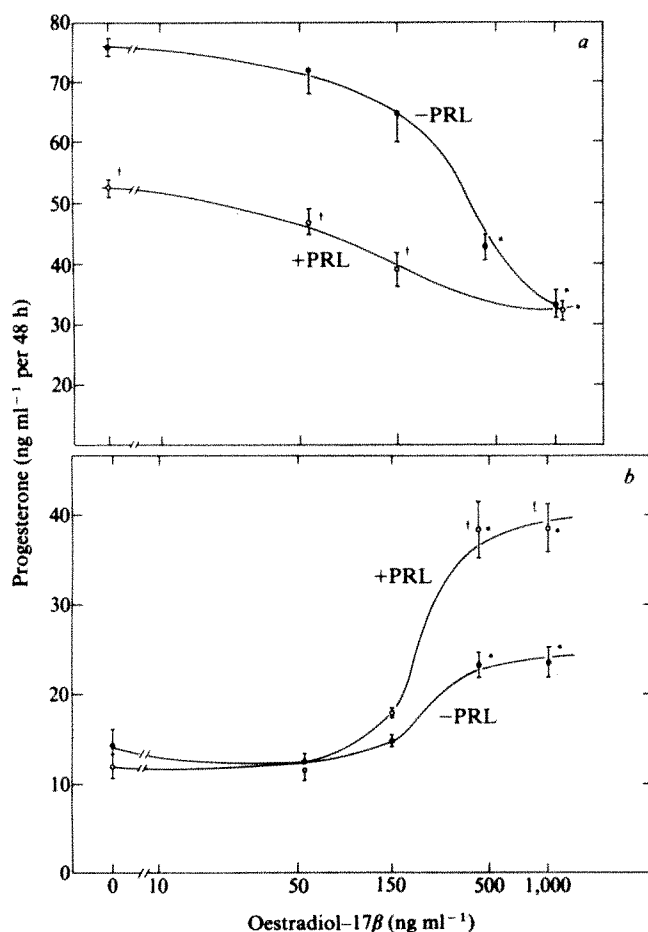 80
a
70
−PRL
60
†
50
†
†
+PRL
40
*
30
*
*
20
Progesterone (ng ml⁻¹ per 48 h)
b
40
† *
† *
+PRL
30
*
*
20
−PRL
10
0
0 10 50 150 500 1,000
Oestradiol–17β (ng ml⁻¹)